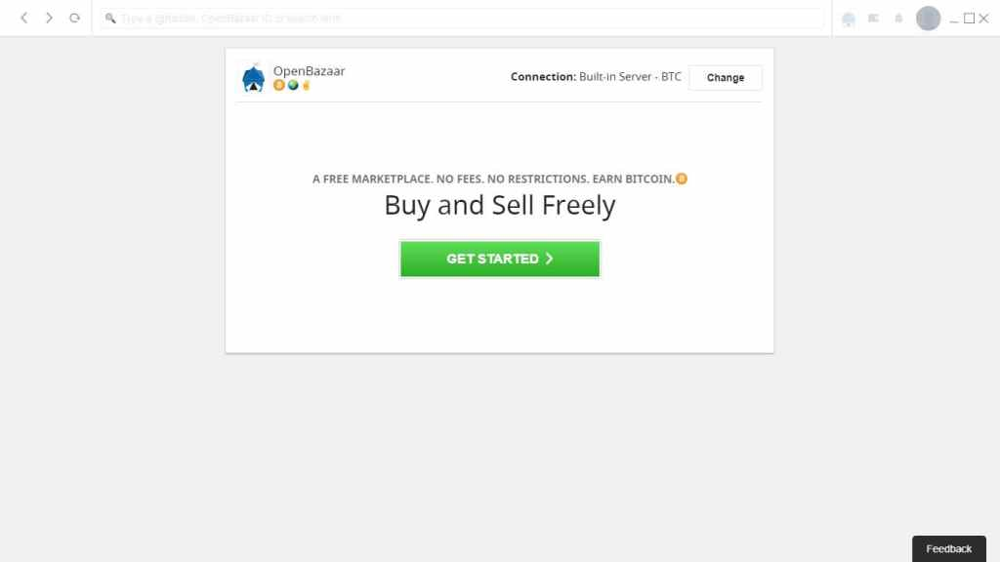 Type a @handle, OpenBazaar ID or search term
OpenBazaar
Connection: Built-in Server - BTC
Change
A FREE MARKETPLACE. NO FEES. NO RESTRICTIONS. EARN BITCOIN.
Buy and Sell Freely
GET STARTED
Feedback